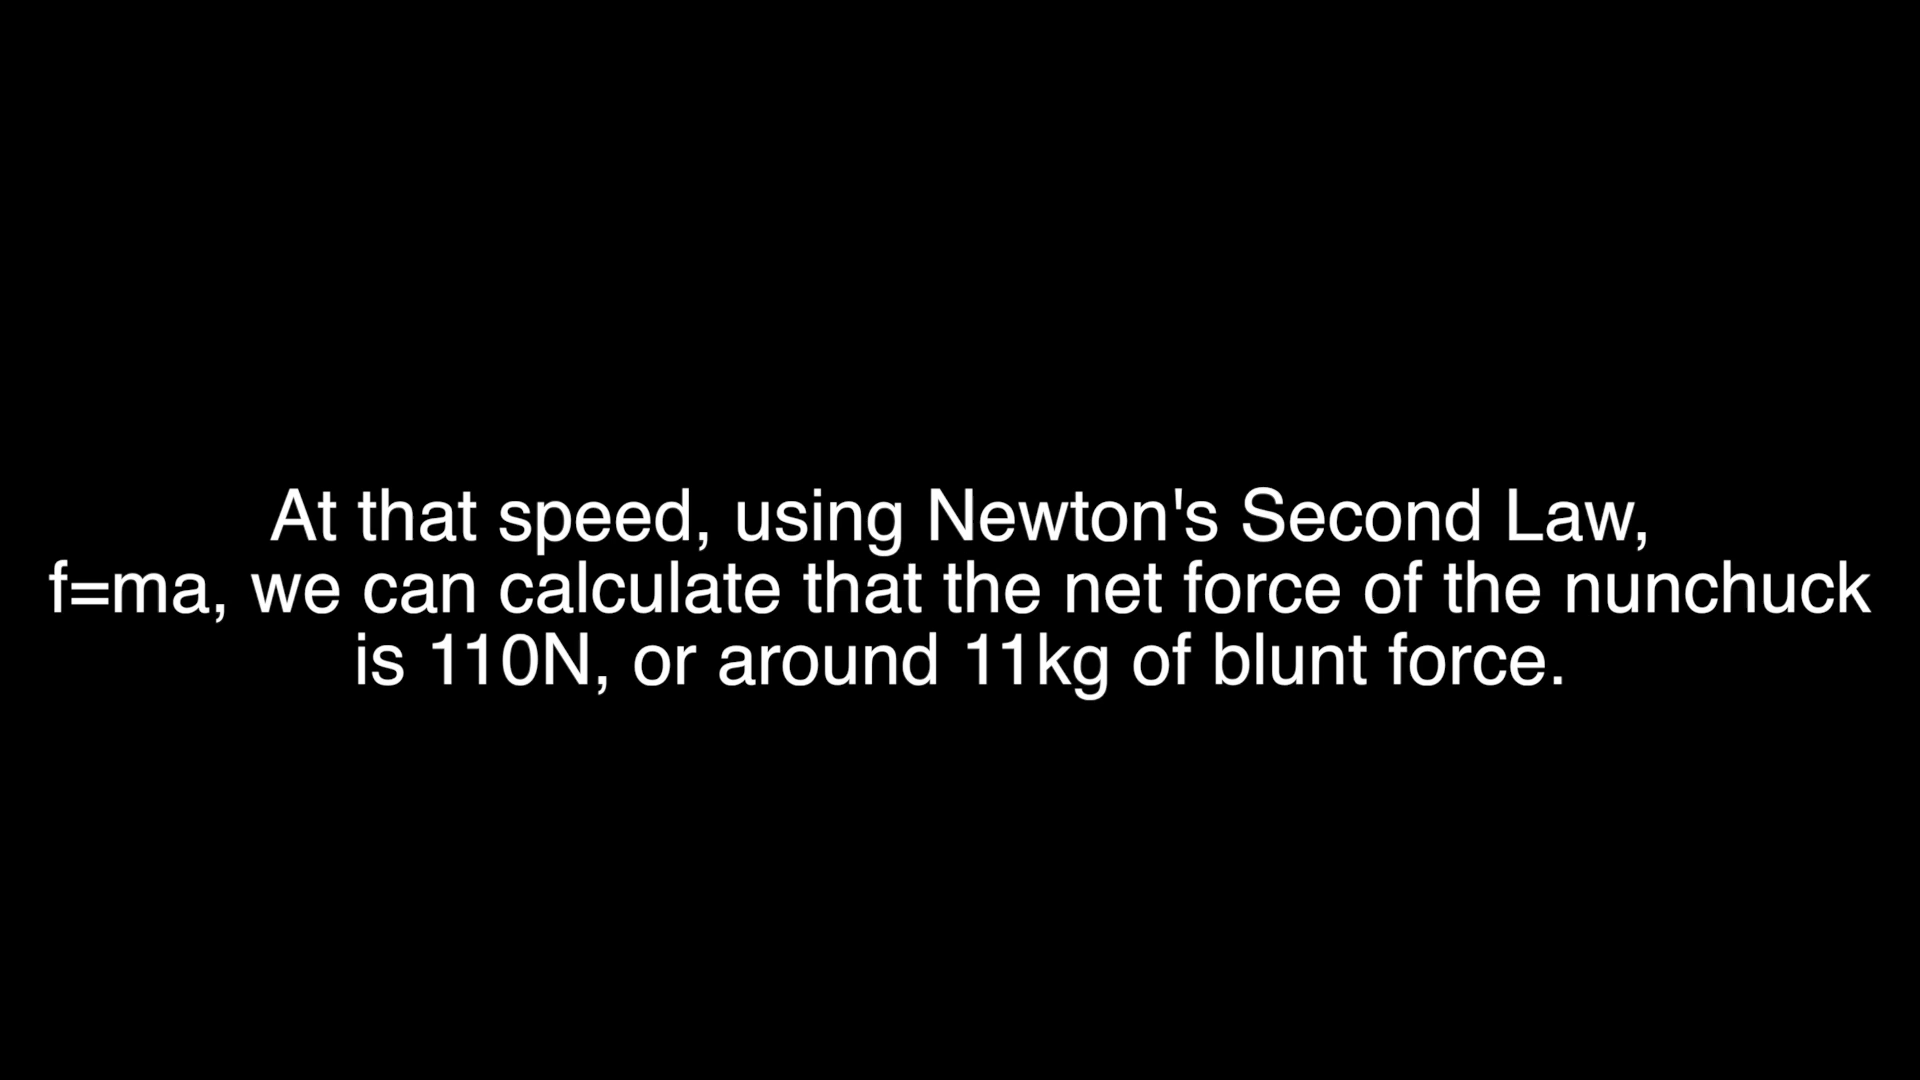 At that speed, using Newton's Second Law,
f=ma, we can calculate that the net force of the nunchuck
is 110N, or around 11kg of blunt force.